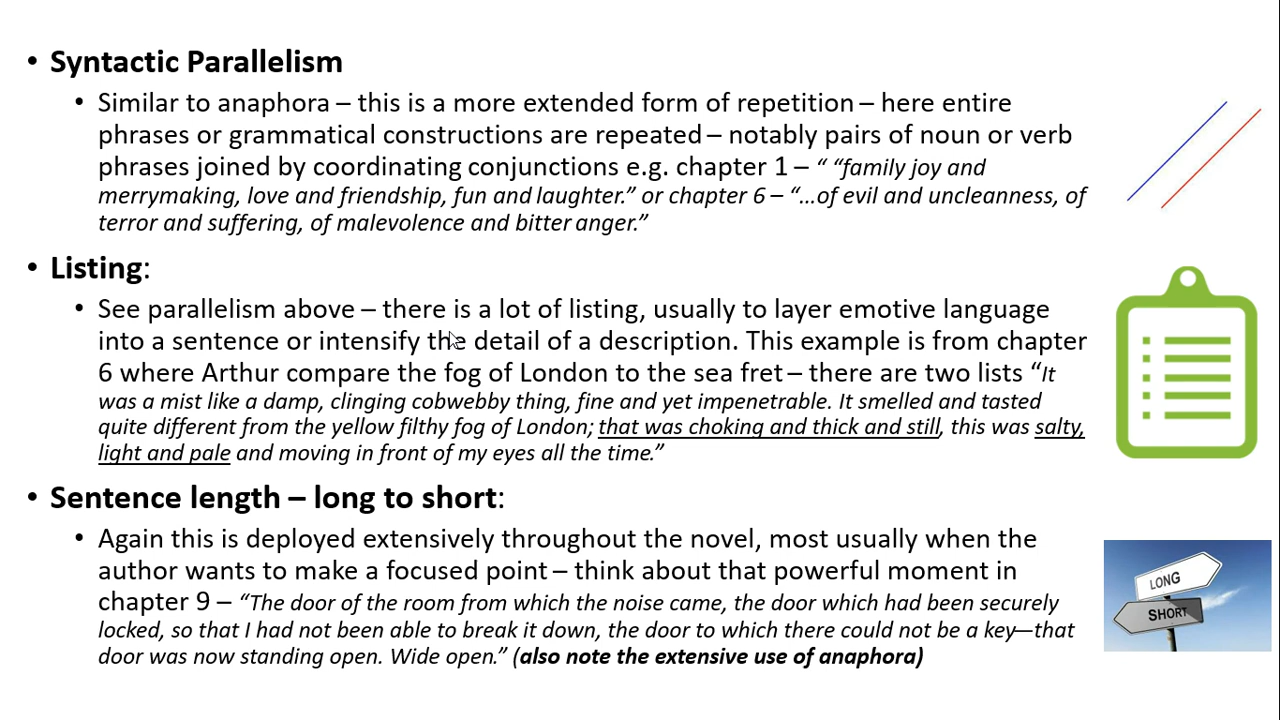 • Syntactic Parallelism
• Similar to anaphora – this is a more extended form of repetition – here entire
phrases or grammatical constructions are repeated – notably pairs of noun or verb
phrases joined by coordinating conjunctions e.g. chapter 1 – “ “family joy and
merrymaking, love and friendship, fun and laughter.” or chapter 6 – “…of evil and uncleanness, of
terror and suffering, of malevolence and bitter anger.”
• Listing:
• See parallelism above – there is a lot of listing, usually to layer emotive language
into a sentence or intensify the detail of a description. This example is from chapter
6 where Arthur compare the fog of London to the sea fret – there are two lists “It
was a mist like a damp, clinging cobwebby thing, fine and yet impenetrable. It smelled and tasted
quite different from the yellow filthy fog of London; that was choking and thick and still, this was salty,
light and pale and moving in front of my eyes all the time.”
• Sentence length – long to short:
• Again this is deployed extensively throughout the novel, most usually when the
author wants to make a focused point – think about that powerful moment in
chapter 9 – “The door of the room from which the noise came, the door which had been securely
locked, so that I had not been able to break it down, the door to which there could not be a key—that
door was now standing open. Wide open.” (also note the extensive use of anaphora)
LONG
SHORT